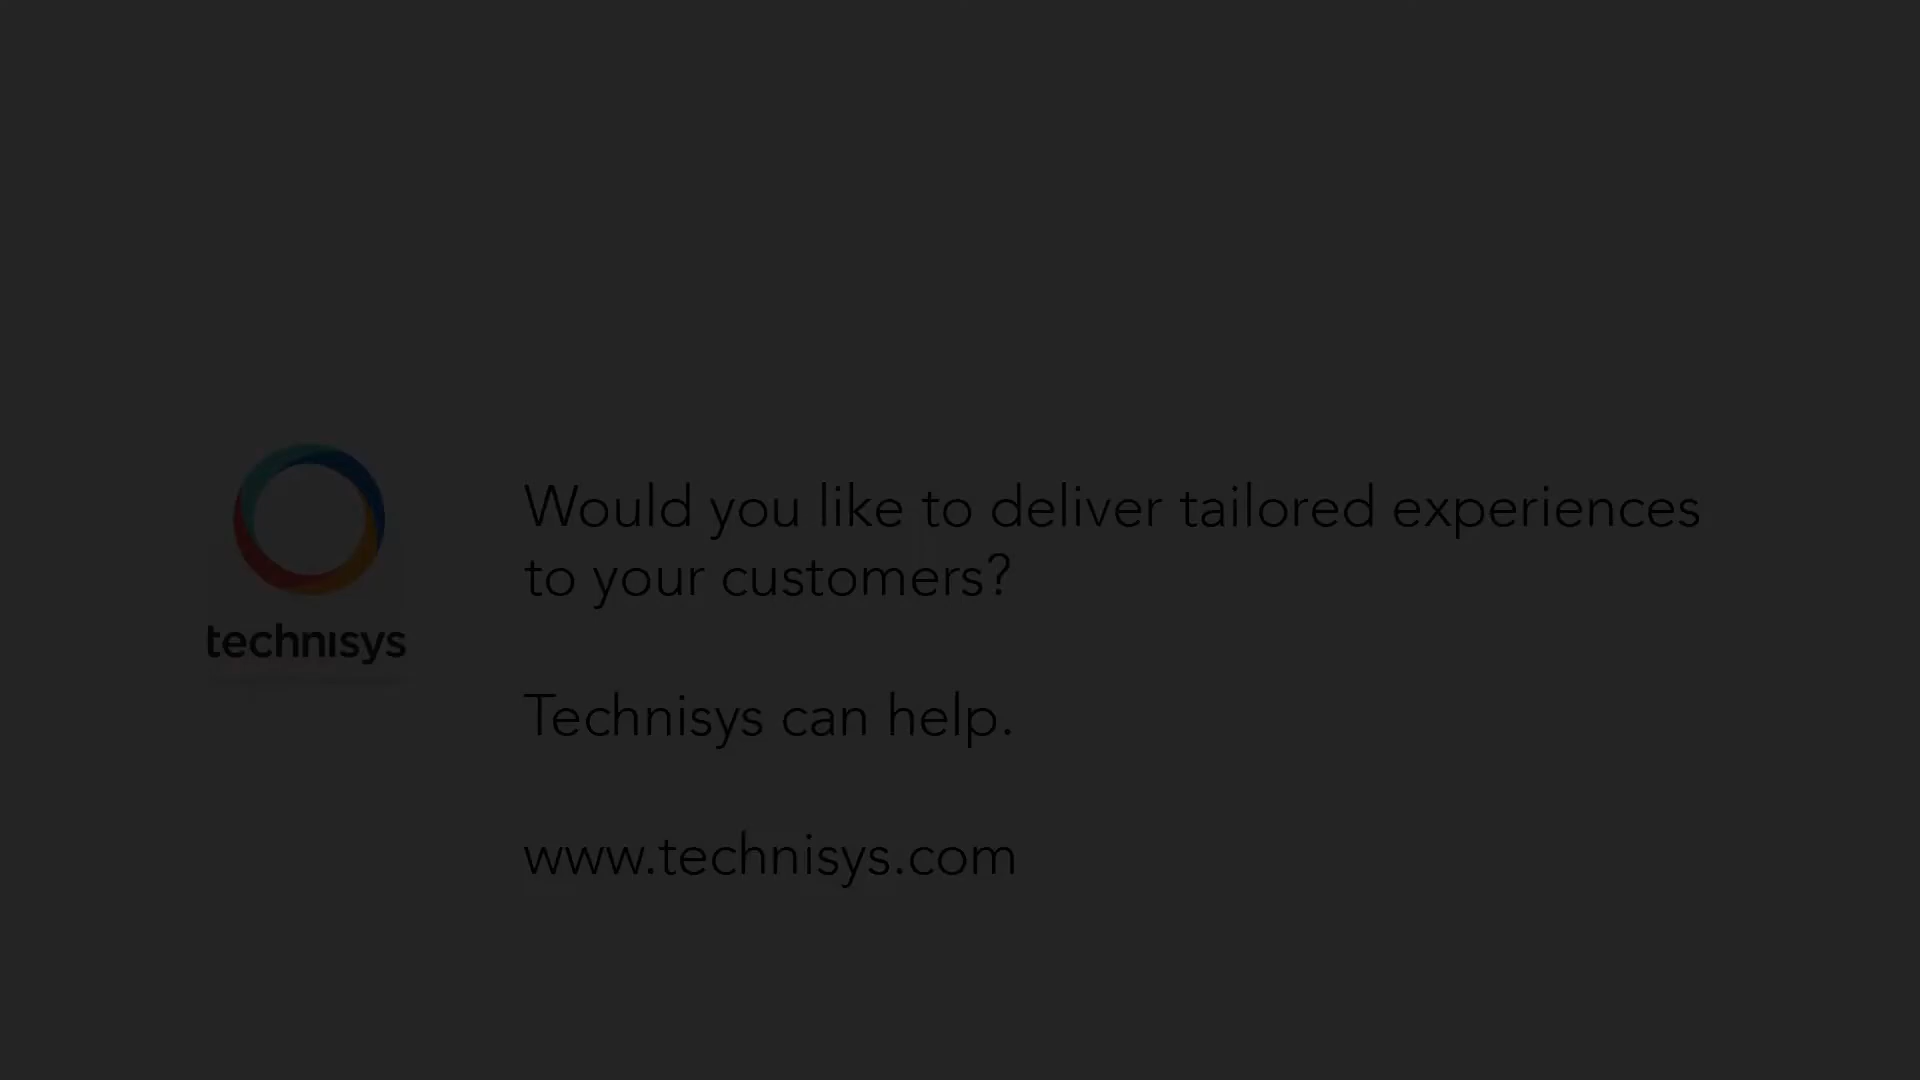 technisys
Would you like to deliver tailored experiences
to your customers?
Technisys can help.
www.technisys.com